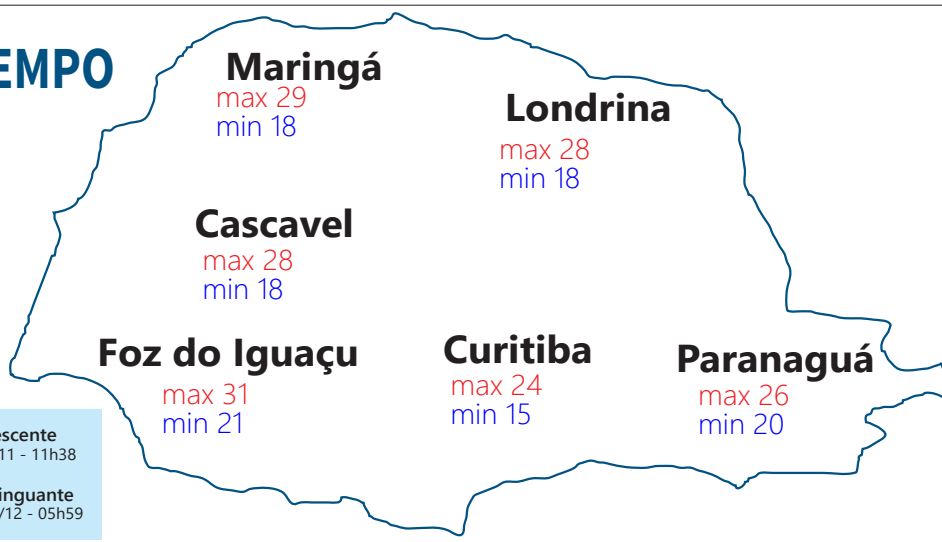 EMPO
Maringá
max 29
min 18
Londrina
max 28
min 18
Cascavel
max 28
min 18
Foz do Iguaçu
max 31
min 21
Curitiba
max 24
min 15
Paranaguá
max 26
min 20
escente
11 - 11h38
inguante
/12 - 05h59